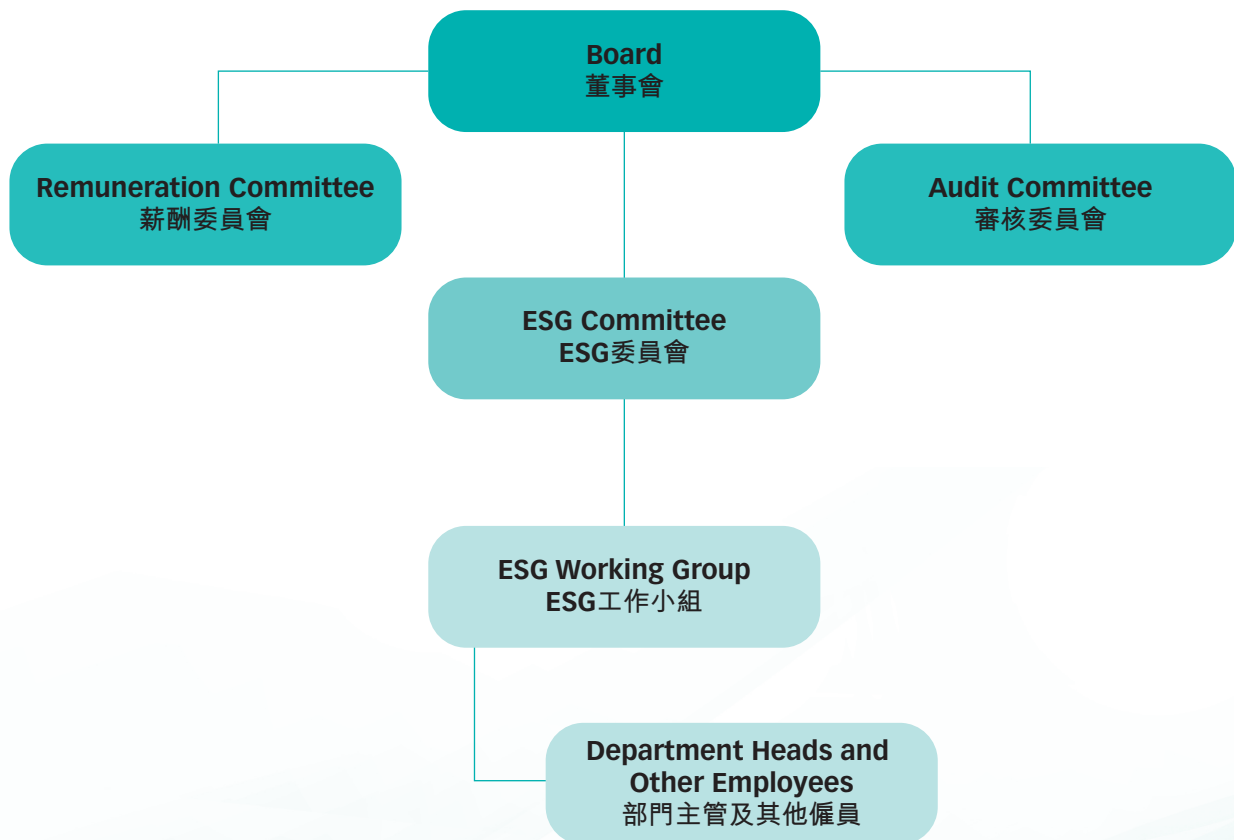 Board
董事會
Remuneration Committee
薪酬委員會
Audit Committee
審核委員會
ESG Committee
ESG委員會
ESG Working Group
ESG工作小組
Department Heads and
Other Employees
部門主管及其他僱員